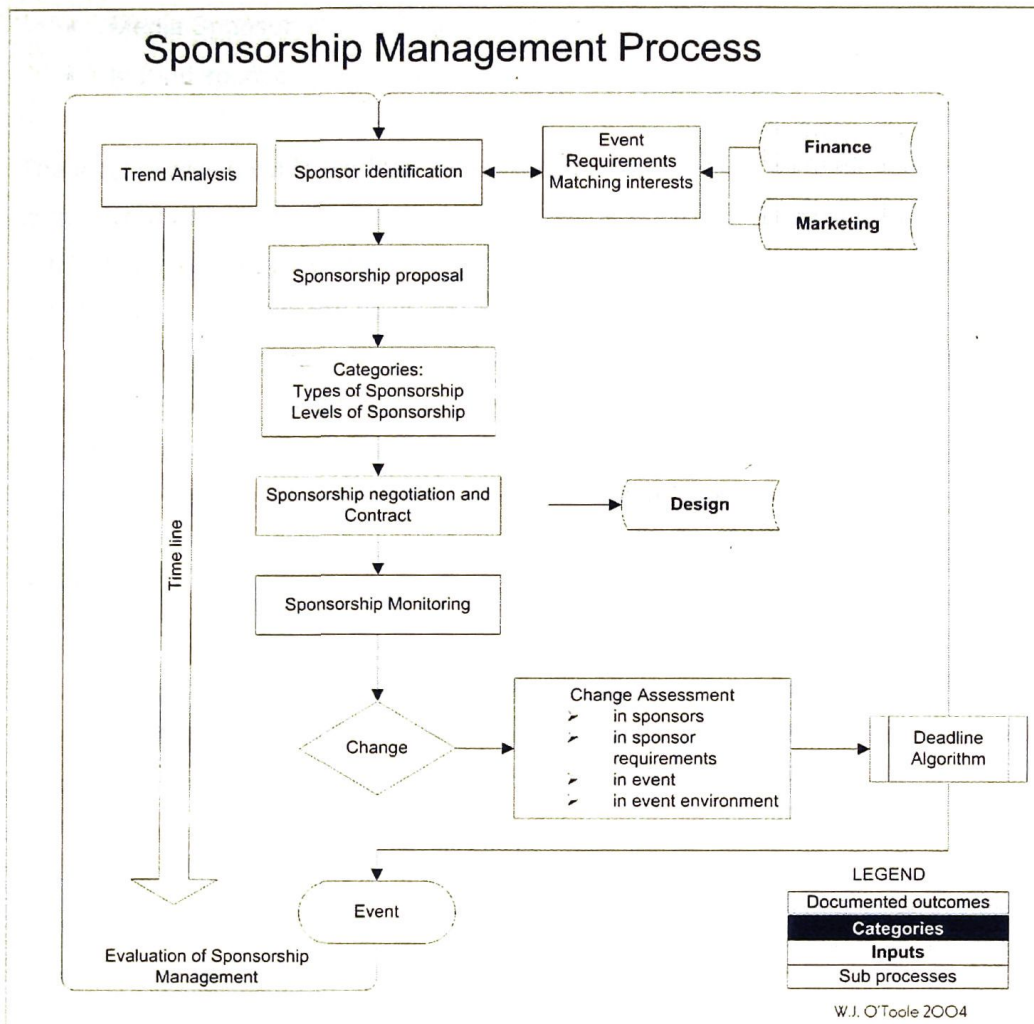 Sponsorship Management Process
Trend Analysis
Sponsor identification
Event
Requirements
Matching interests
Finance
Marketing
Sponsorship proposal
Categories:
Types of Sponsorship
Levels of Sponsorship
Sponsorship negotiation and
Contract
Design
Time line
Sponsorship Monitoring
Change
Change Assessment
➢ in sponsors
➢ in sponsor
requirements
➢ in event
➢ in event environment
Deadline
Algorithm
Event
Evaluation of Sponsorship
Management
LEGEND
Documented outcomes
Categories
Inputs
Sub processes
W.J. O'Toole 2004